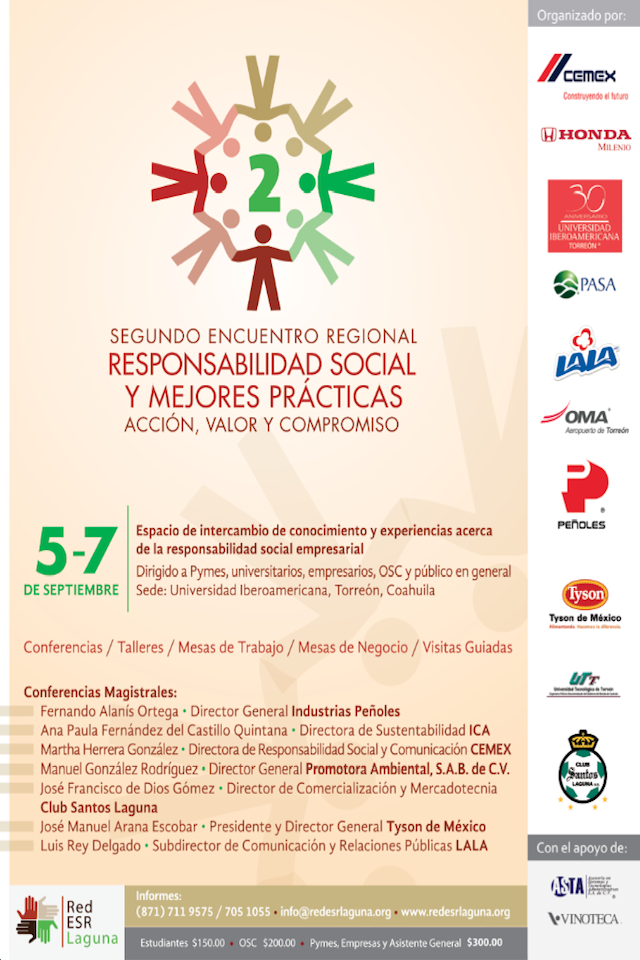 Organizado por:
CEMEX
Construyendo el futuro
HONDA
MILENIO
30
ANIVERSARIO
UNIVERSIDAD
IBEROAMERICANA
TORREÓN ®
PASA
LALA
OMA
Aeropuerto de Torreón
PEÑOLES
Tyson
Tyson de México
UTT
Universidad Tecnológica de Torreón
CLUB
Santos
LAGUNA
Con el apoyo de:
ASTA
VINOTECA
2
SEGUNDO ENCUENTRO REGIONAL
RESPONSABILIDAD SOCIAL
Y MEJORES PRÁCTICAS
ACCIÓN, VALOR Y COMPROMISO
5-7
DE SEPTIEMBRE
Espacio de intercambio de conocimiento y experiencias acerca
de la responsabilidad social empresarial
Dirigido a Pymes, universitarios, empresarios, OSC y público en general
Sede: Universidad Iberoamericana, Torreón, Coahuila
Conferencias / Talleres / Mesas de Trabajo / Mesas de Negocio / Visitas Guiadas
Conferencias Magistrales:
Fernando Alanís Ortega • Director General Industrias Peñoles
Ana Paula Fernández del Castillo Quintana • Directora de Sustentabilidad ICA
Martha Herrera González • Directora de Responsabilidad Social y Comunicación CEMEX
Manuel González Rodríguez • Director General Promotora Ambiental, S.A.B. de C.V.
José Francisco de Dios Gómez • Director de Comercialización y Mercadotecnia
Club Santos Laguna
José Manuel Arana Escobar • Presidente y Director General Tyson de México
Luis Rey Delgado • Subdirector de Comunicación y Relaciones Públicas LALA
Red
ESR
Laguna
Informes:
(871) 711 9575 / 705 1055 • info@redesrlaguna.org • www.redesrlaguna.org
Estudiantes $150.00 • OSC $200.00 • Pymes, Empresas y Asistente General $300.00